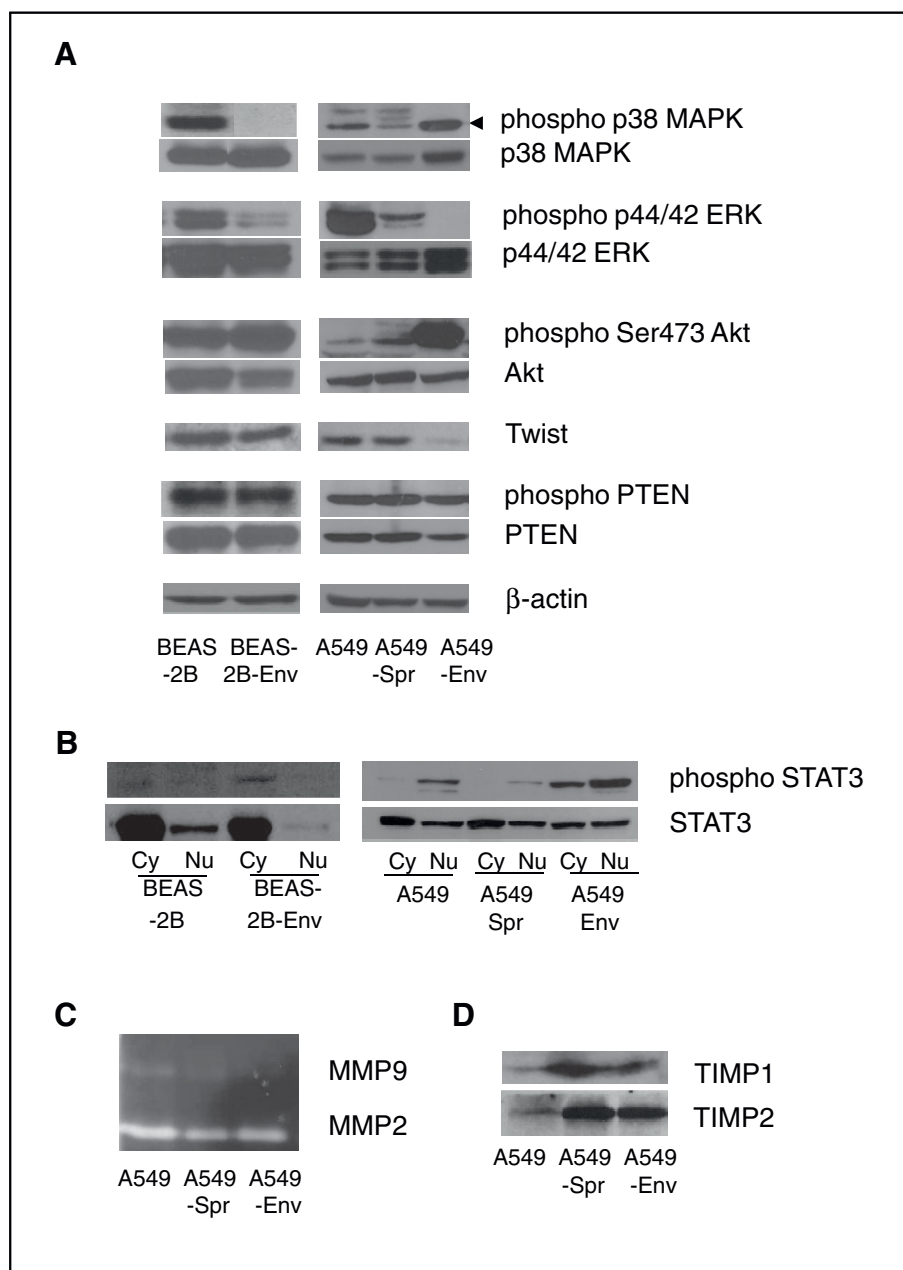 A
phospho p38 MAPK
p38 MAPK
phospho p44/42 ERK
p44/42 ERK
phospho Ser473 Akt
Akt
Twist
phospho PTEN
PTEN
β-actin
BEAS BEAS- A549 A549 A549
-2B 2B-Env -Spr -Env
B
phospho STAT3
STAT3
Cy Nu Cy Nu Cy Nu Cy Nu Cy Nu
BEAS BEAS- A549 A549 A549
-2B 2B-Env Spr Env
C
MMP9
MMP2
A549 A549 A549
-Spr -Env
D
TIMP1
TIMP2
A549 A549 A549
-Spr -Env